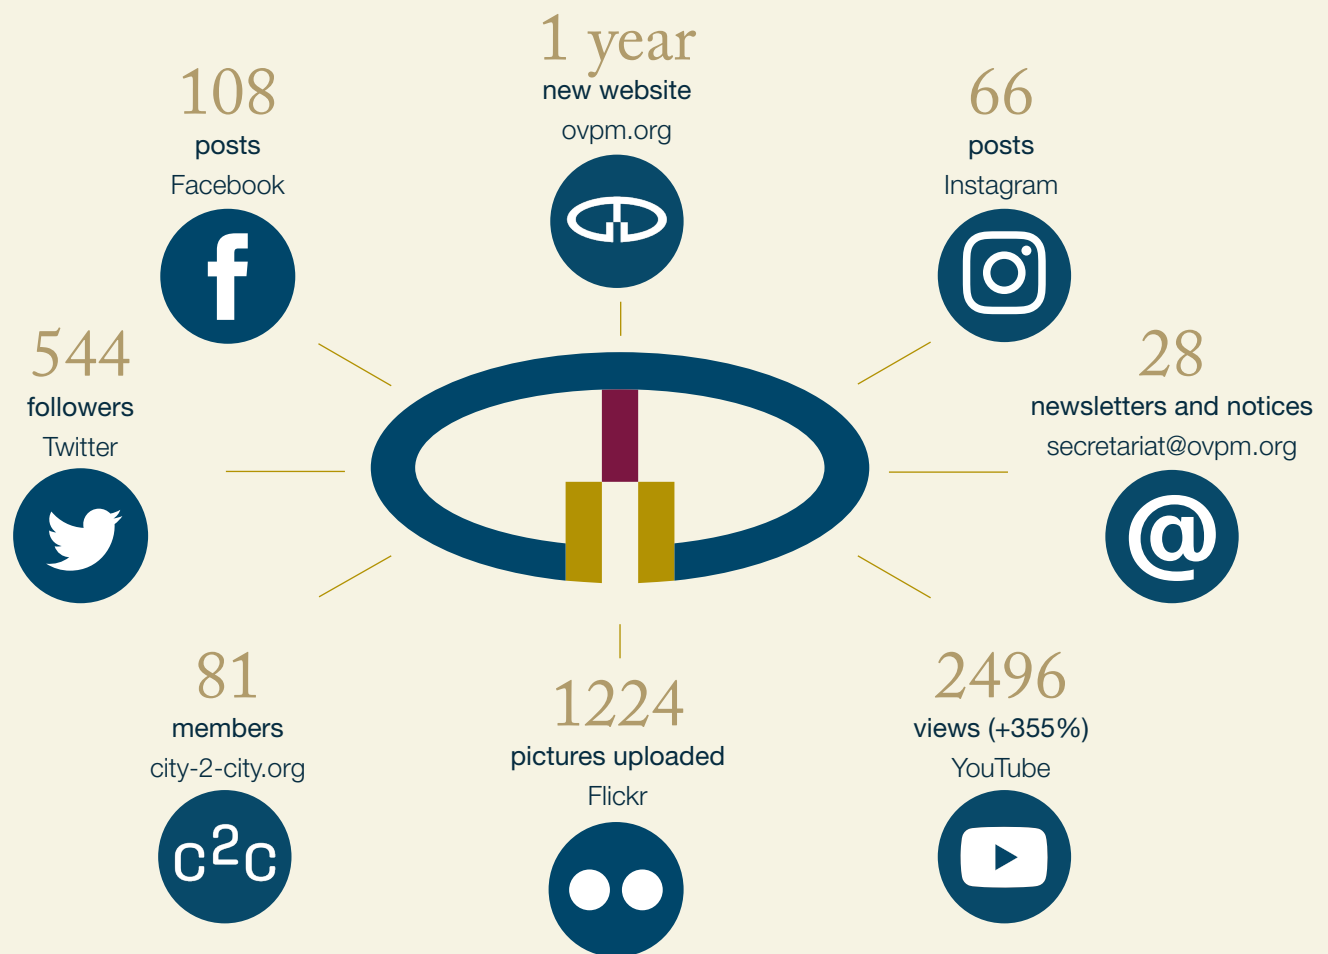 1 year
new website
ovpm.org
108
posts
Facebook
f
66
posts
Instagram
544
followers
Twitter
28
newsletters and notices
secretariat@ovpm.org
@
81
members
city-2-city.org
c2c
1224
pictures uploaded
Flickr
2496
views (+355%)
YouTube